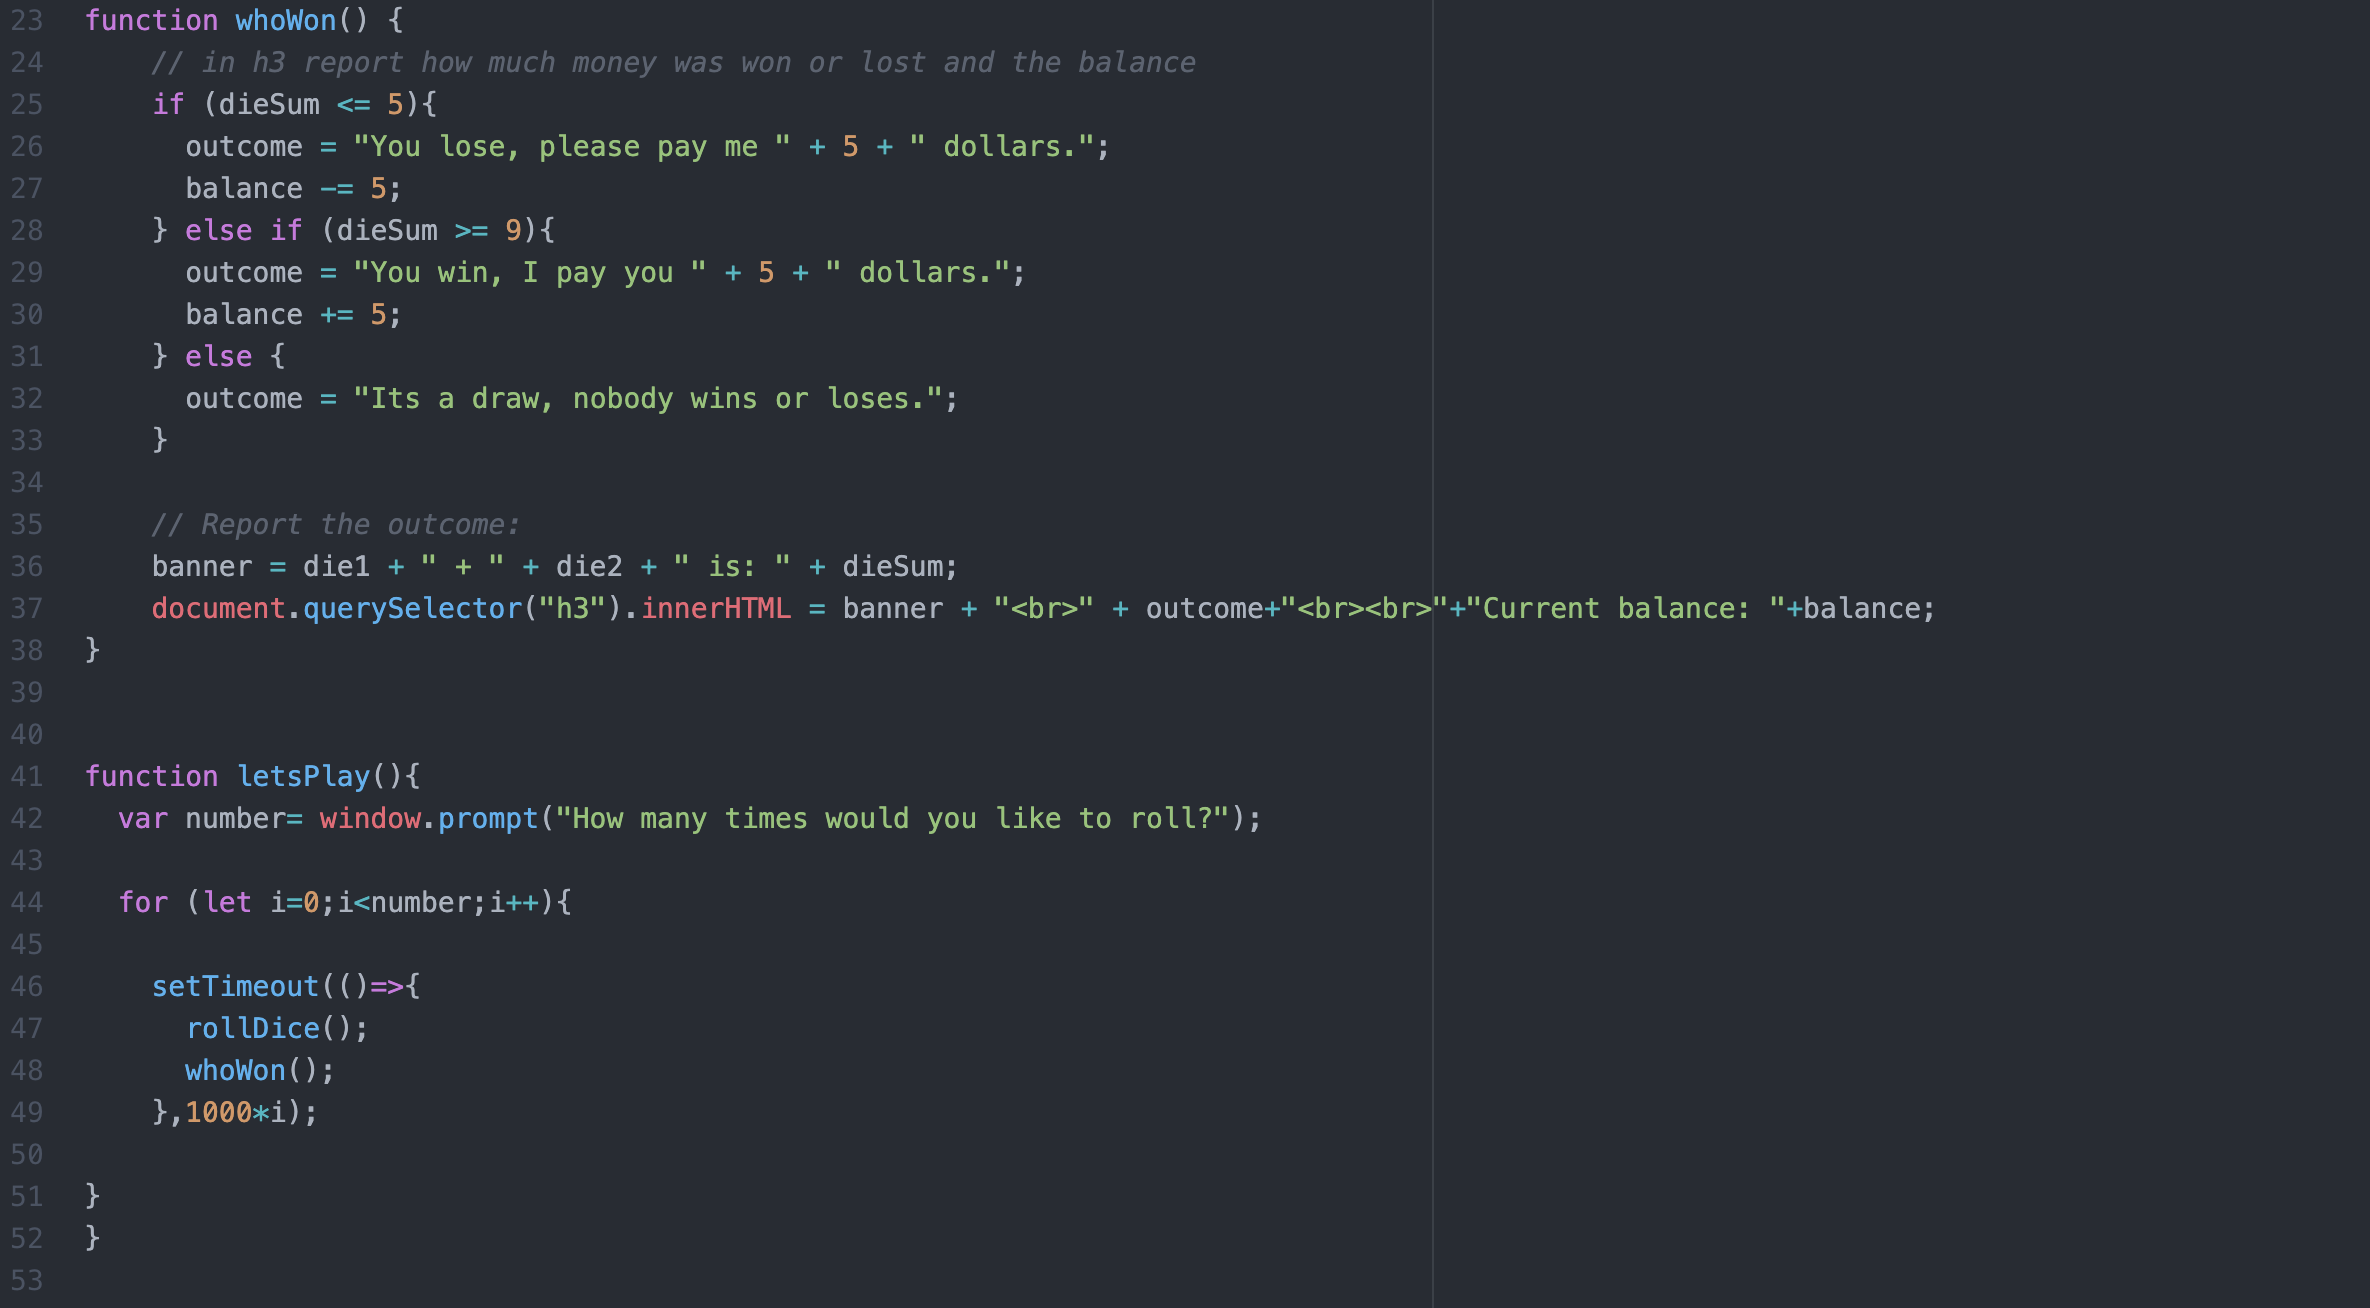 23 function whoWon() {
24 // in h3 report how much money was won or lost and the balance
25 if (dieSum <= 5){
26 outcome = "You lose, please pay me " + 5 + " dollars.";
27 balance -= 5;
28 } else if (dieSum >= 9){
29 outcome = "You win, I pay you " + 5 + " dollars.";
30 balance += 5;
31 } else {
32 outcome = "Its a draw, nobody wins or loses.";
33 }
34
35 // Report the outcome:
36 banner = die1 + " + " + die2 + " is: " + dieSum;
37 document.querySelector("h3").innerHTML = banner + "<br>" + outcome+"<br><br>"+"Current balance: "+balance;
38 }
39
40
41 function letsPlay(){
42 var number= window.prompt("How many times would you like to roll?");
43
44 for (let i=0;i<number;i++){
45
46 setTimeout(()=>{
47 rollDice();
48 whoWon();
49 },1000*i);
50
51 }
52 }
53